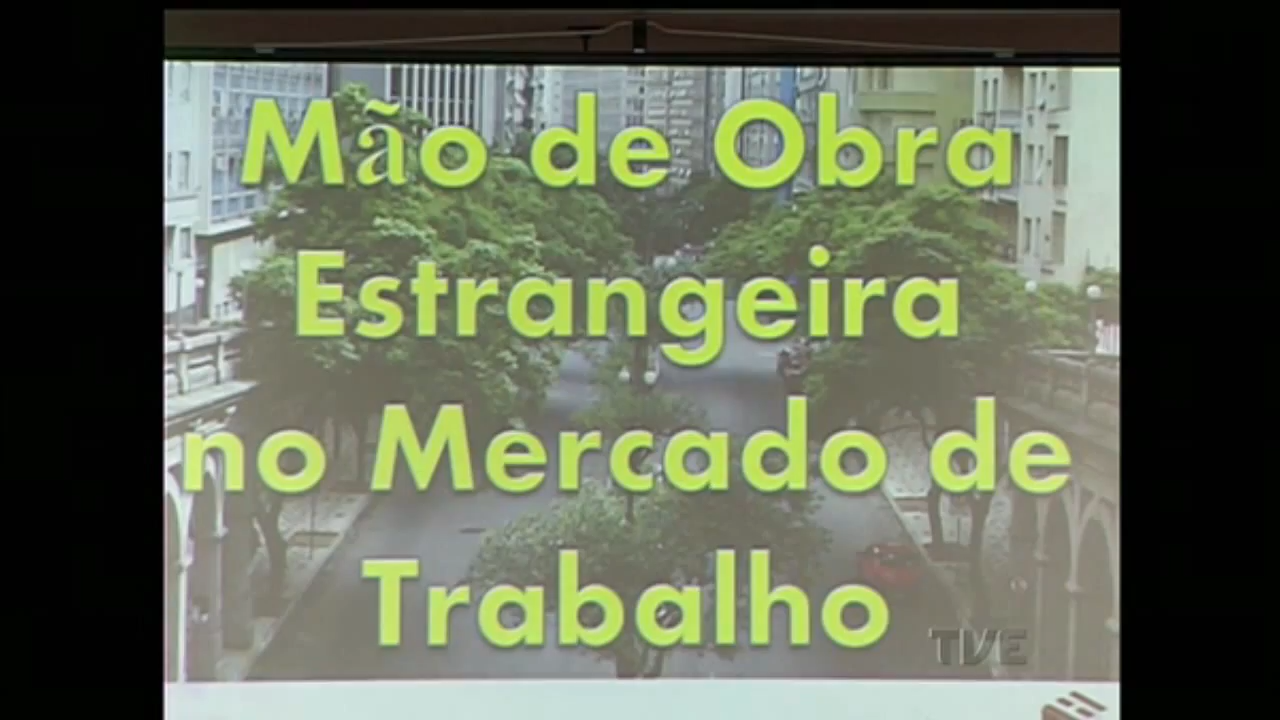 Mão de Obra
Estrangeira
no Mercado de
Trabalho
TVE